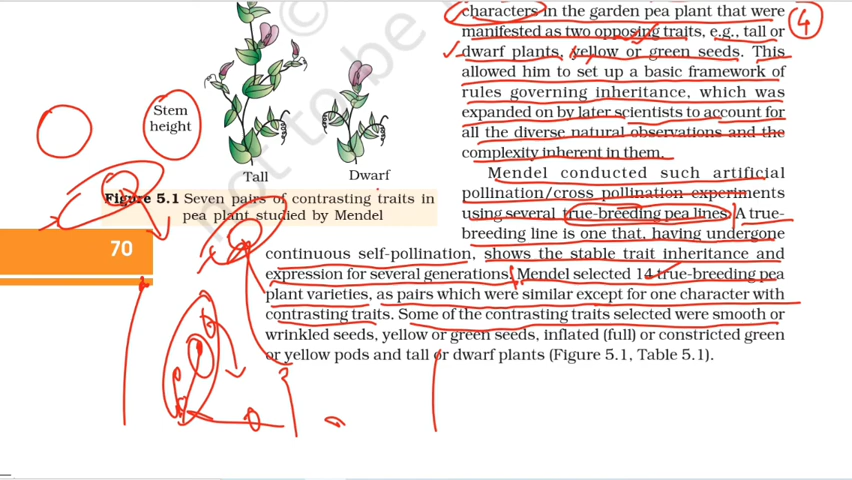 characters in the garden pea plant that were
manifested as two opposing traits, e.g., tall or
dwarf plants, yellow or green seeds. This
allowed him to set up a basic framework of
rules governing inheritance, which was
expanded on by later scientists to account for
all the diverse natural observations and the
complexity inherent in them.
4
Stem
height
Tall
Dwarf
Figure 5.1 Seven pairs of contrasting traits in
pea plant studied by Mendel
not to be
70
Mendel conducted such artificial
pollination/cross pollination experiments
using several true-breeding pea lines. A true-
breeding line is one that, having undergone
continuous self-pollination, shows the stable trait inheritance and
expression for several generations. Mendel selected 14 true-breeding pea
plant varieties, as pairs which were similar except for one character with
contrasting traits. Some of the contrasting traits selected were smooth or
wrinkled seeds, yellow or green seeds, inflated (full) or constricted green
or yellow pods and tall or dwarf plants (Figure 5.1, Table 5.1).